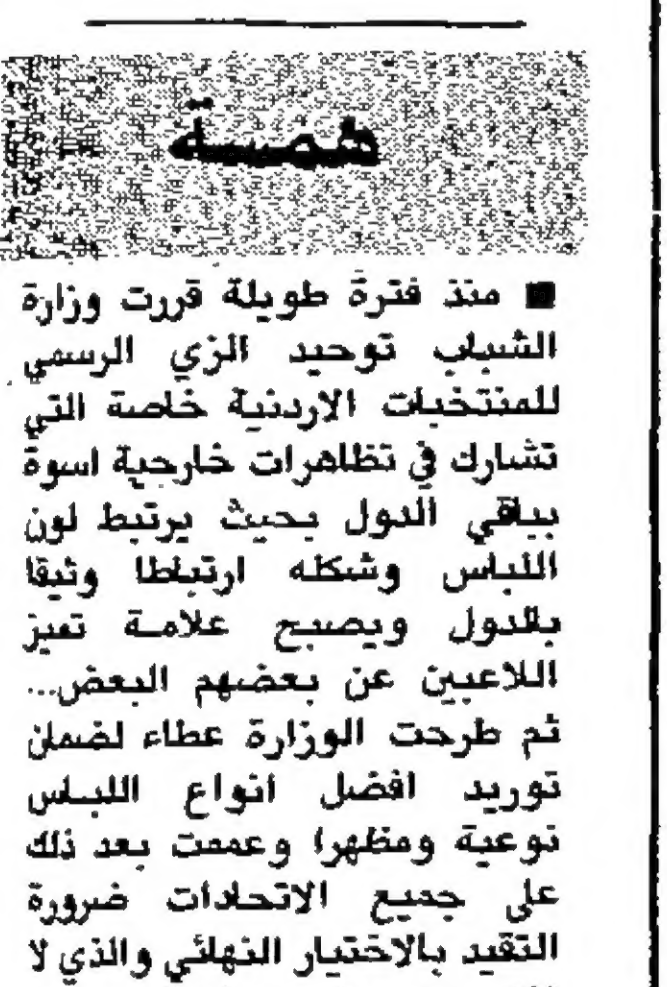 همسة
■ منذ فترة طويلة قررت وزارة
الشباب توحيد الزي الرسمي
للمنتخبات الاردنية خاصة التي
تشارك في تظاهرات خارجية اسوة
بباقي الدول بحيث يرتبط لون
اللباس وشكله ارتباطا وثيقا
بالدول ويصبح علامة تميز
اللاعبين عن بعضهم البعض...
ثم طرحت الوزارة عطاء لضمان
توريد افضل انواع اللباس
نوعية ومظهرا وعممت بعد ذلك
على جميع الاتحادات ضرورة
التقيد بالاختيار النهائي والذي لا